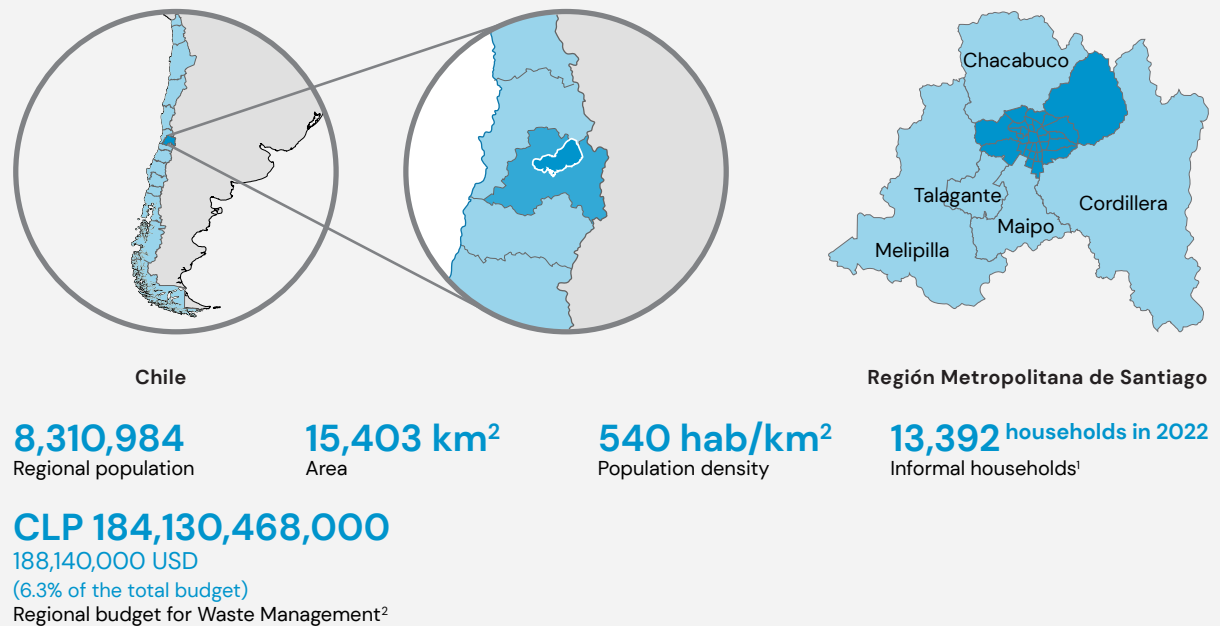 Chacabuco
Talagante
Cordillera
Maipo
Melipilla
Chile
Región Metropolitana de Santiago
8,310,984
Regional population
15,403 km²
Area
540 hab/km²
Population density
13,392 households in 2022
Informal households¹
CLP 184,130,468,000
188,140,000 USD
(6.3% of the total budget)
Regional budget for Waste Management²